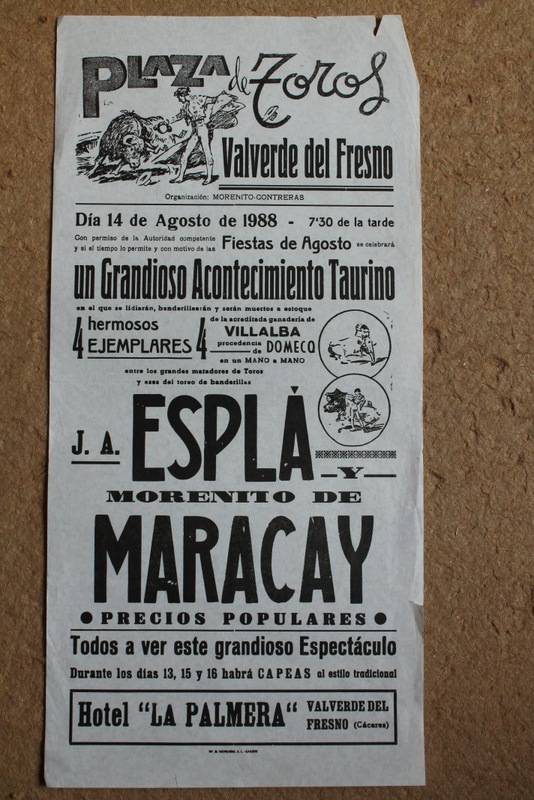 PLAZA de Toros
Valverde del Fresno
Organización: MORENITO-CONTRERAS
Día 14 de Agosto de 1988 - 7'30 de la tarde
Con permiso de la Autoridad competente
y si el tiempo lo permite y con motivo de las Fiestas de Agosto se celebrará
un Grandioso Acontecimiento Taurino
en el que se lidiarán, banderillearán y serán muertos a estoque
4 hermosos EJEMPLARES 4
de la acreditada ganadería de
VILLALBA
procedencia de DOMECQ
en un MANO a MANO
entre los grandes matadores de Toros
y ases del toreo de banderillas
J. A. ESPLÁ
- Y -
MORENITO DE
MARACAY
● PRECIOS POPULARES ●
Todos a ver este grandioso Espectáculo
Durante los días 13, 15 y 16 habrá CAPEAS al estilo tradicional
Hotel "LA PALMERA" VALVERDE DEL
FRESNO (Cáceres)